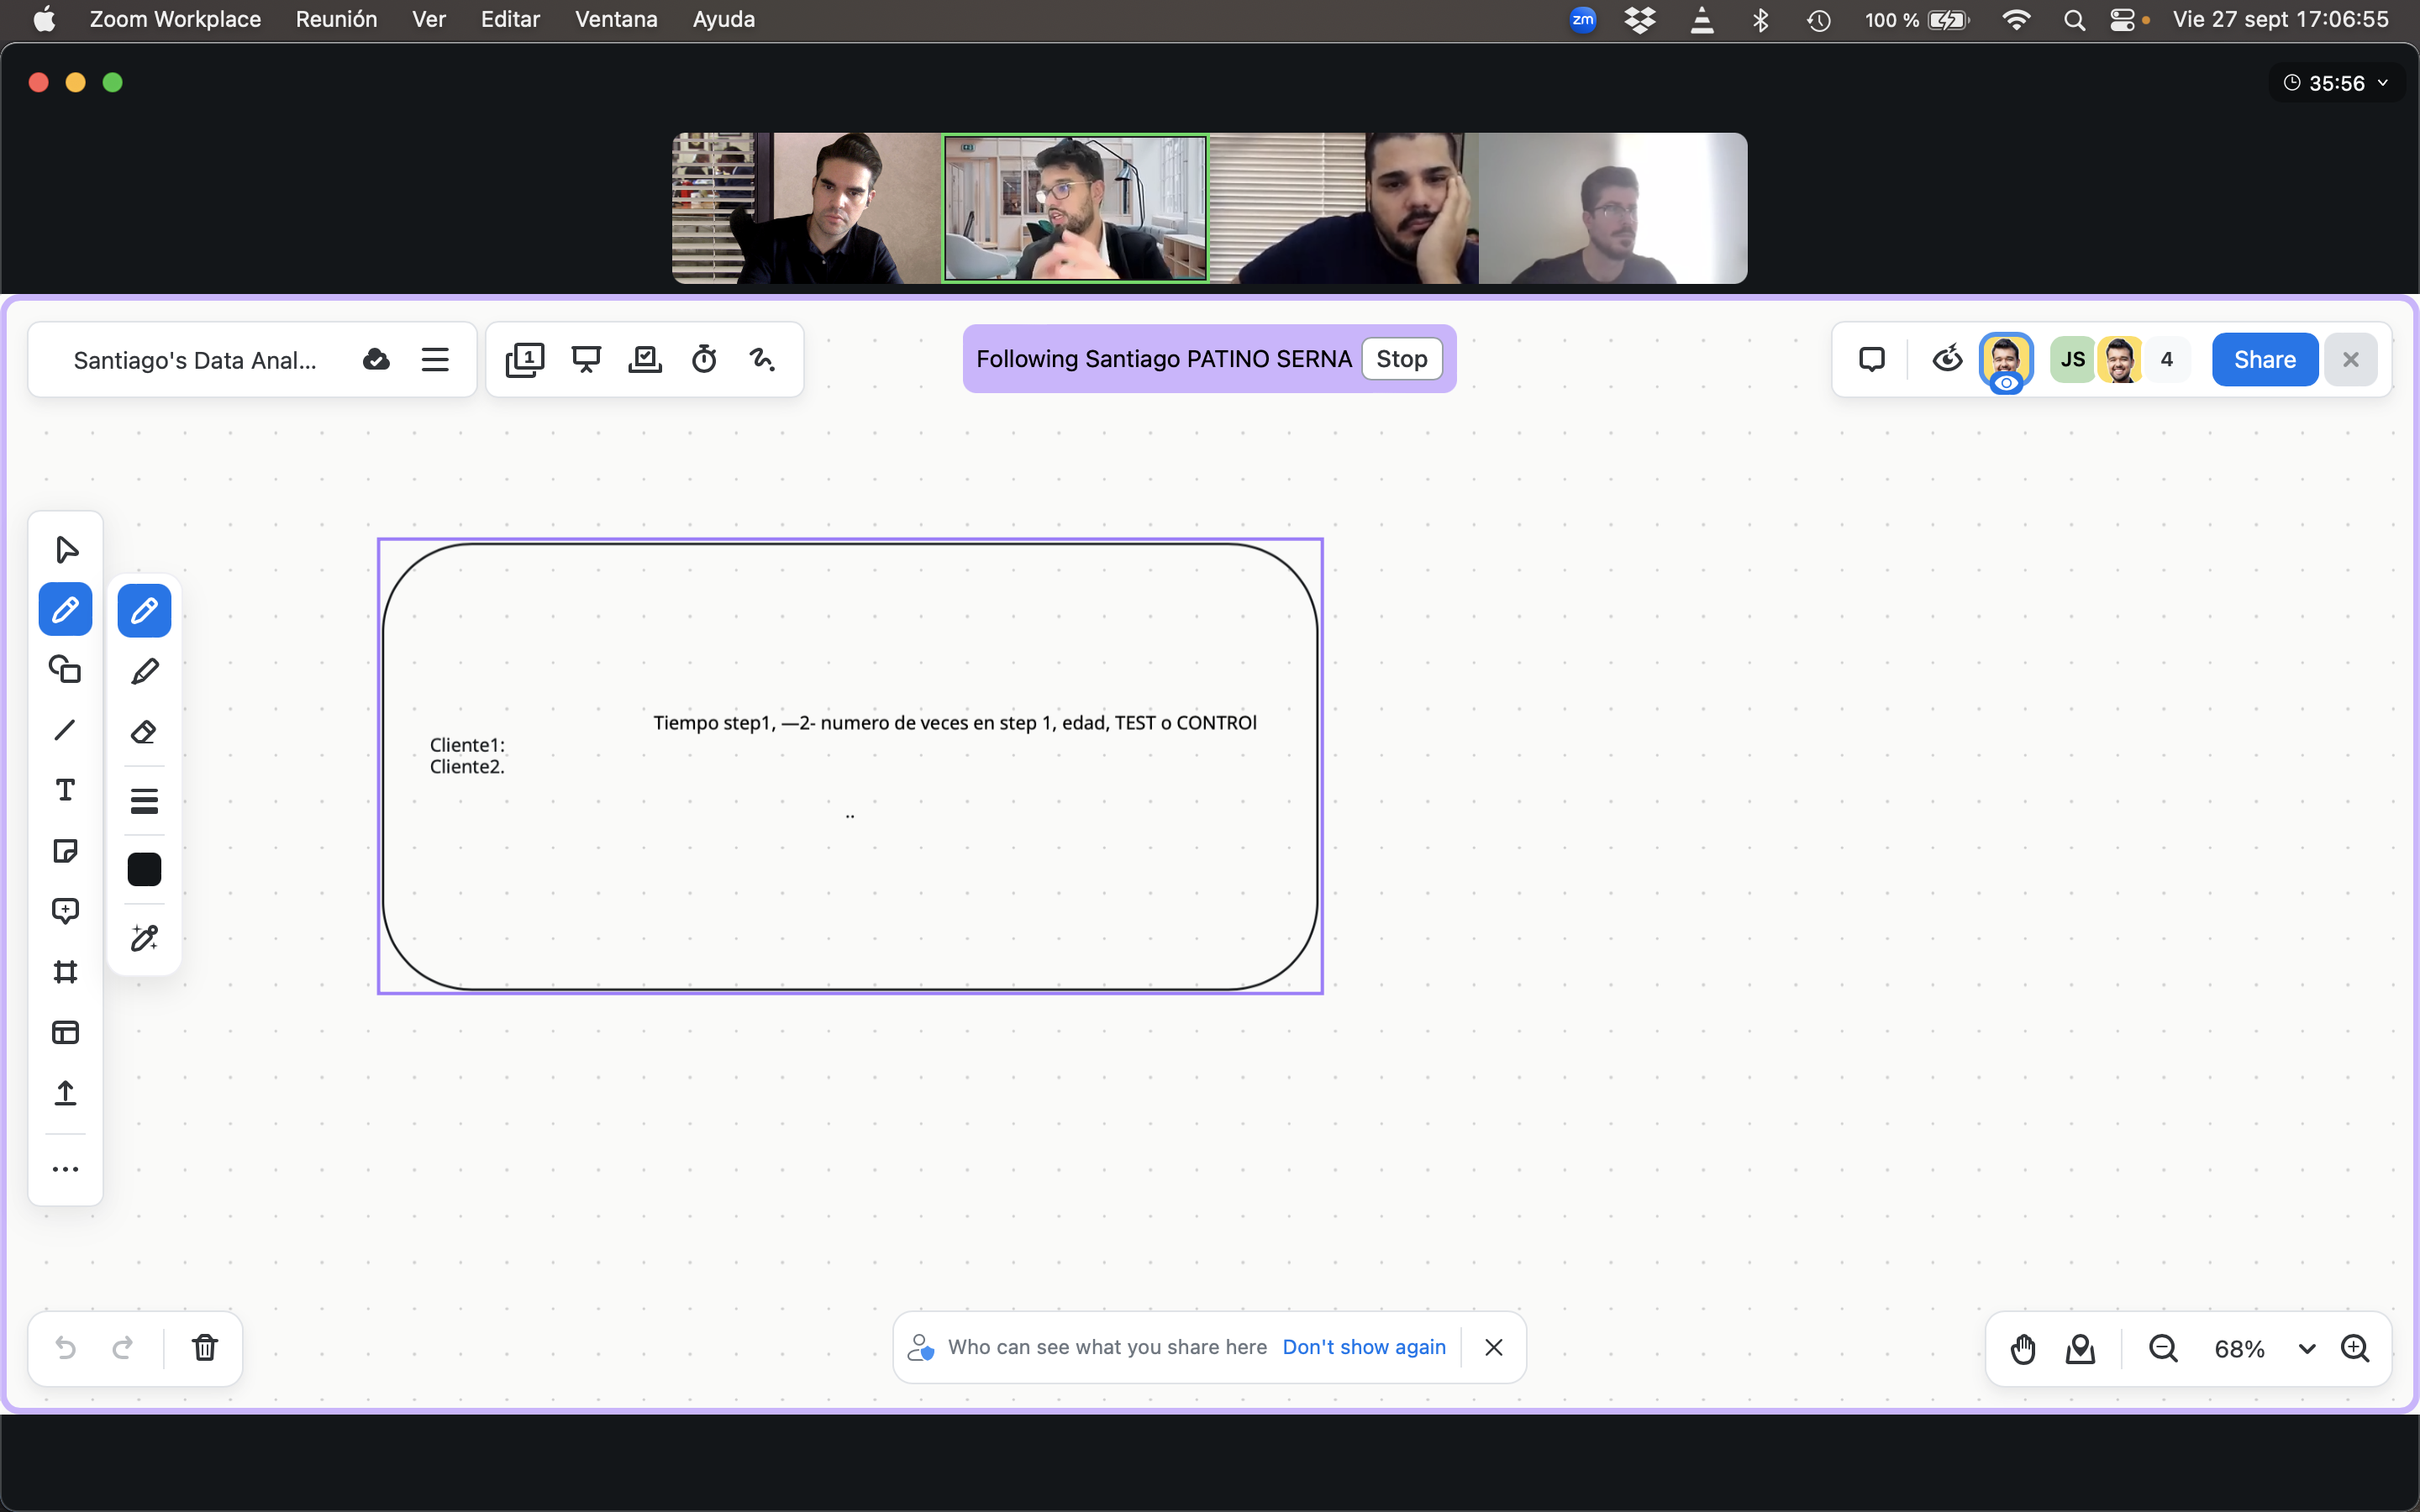 Zoom Workplace Reunión Ver Editar Ventana Ayuda zm 100 % Vie 27 sept 17:06:55
35:56
Santiago's Data Anal... 1 Following Santiago PATINO SERNA Stop JS 4 Share
Tiempo step1, —2- numero de veces en step 1, edad, TEST o CONTROl
Cliente1:
Cliente2.
..
Who can see what you share here Don't show again
68%